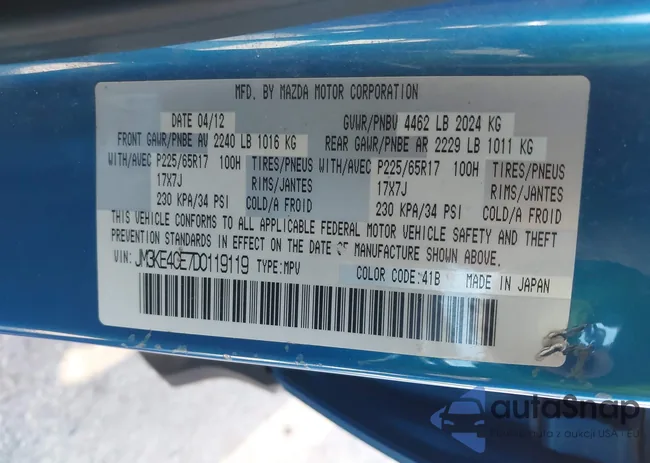 MFD. BY MAZDA MOTOR CORPORATION
DATE 04/12 GVWR/PNBV 4462 LB 2024 KG
FRONT GAWR/PNBE AV 2240 LB 1016 KG REAR GAWR/PNBE AR 2229 LB 1011 KG
WITH/AVEC P225/65R17 100H TIRES/PNEUS WITH/AVEC P225/65R17 100H TIRES/PNEUS
17X7J RIMS/JANTES 17X7J RIMS/JANTES
230 KPA/34 PSI COLD/A FROID 230 KPA/34 PSI COLD/A FROID
THIS VEHICLE CONFORMS TO ALL APPLICABLE FEDERAL MOTOR VEHICLE SAFETY AND THEFT
PREVENTION STANDARDS IN EFFECT ON THE DATE OF MANUFACTURE SHOWN ABOVE.
VIN: JM3KE4CE7D0119119 TYPE:MPV COLOR CODE:41B MADE IN JAPAN
autoSnap
auto z aukcji USA - EU